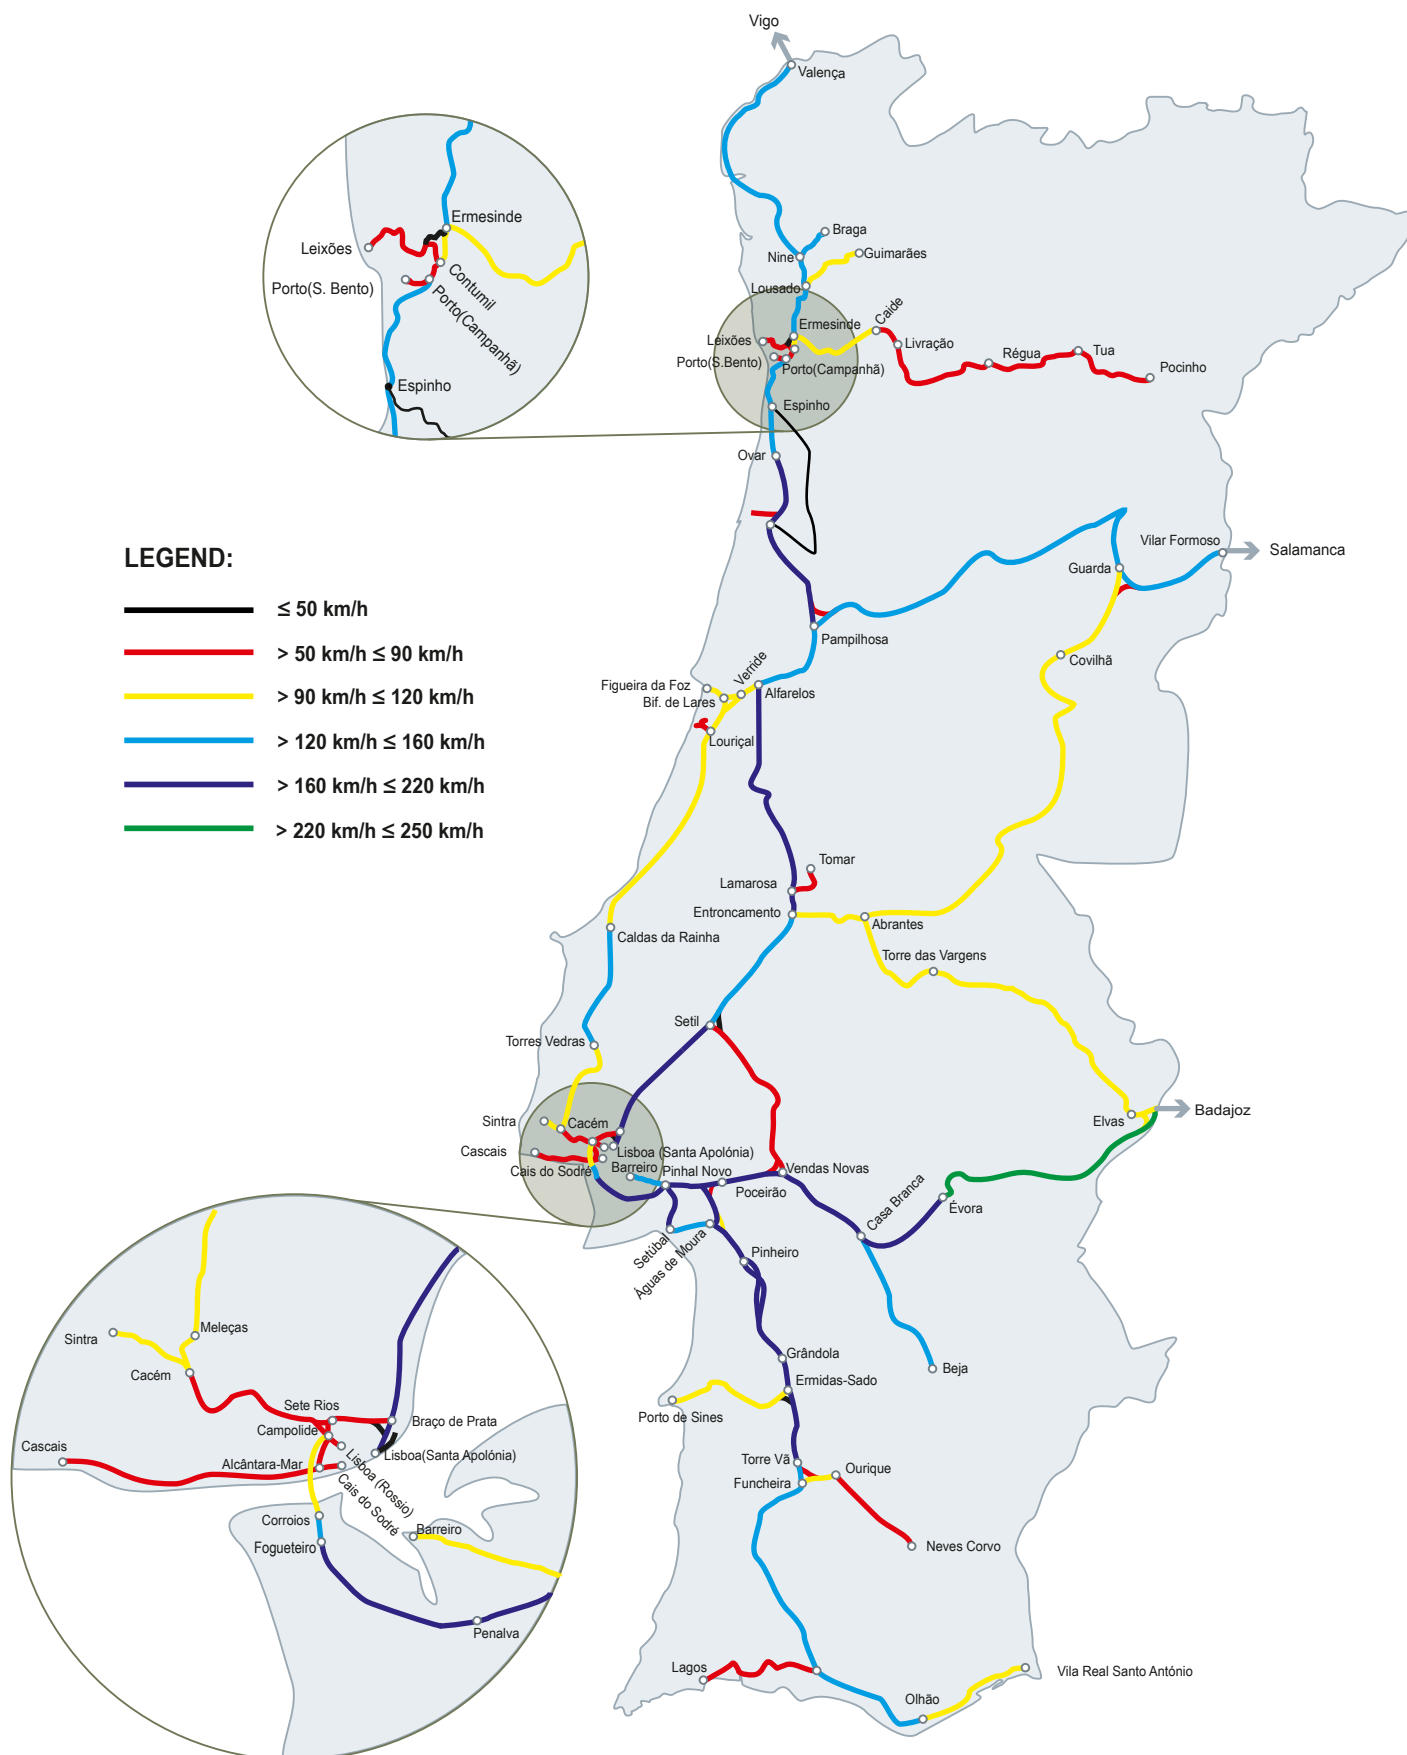 Vigo
Valença
Braga
Nine
Guimarães
Lousado
Ermesinde
Caide
Leixões
Livração
Régua
Tua
Pocinho
Porto(S.Bento)
Porto(Campanhã)
Espinho
Ovar
Ermesinde
Leixões
Contumil
Porto(S. Bento)
Porto(Campanhã)
Espinho
Vilar Formoso
Salamanca
Guarda
Pampilhosa
Covilhã
LEGEND:
≤ 50 km/h
> 50 km/h ≤ 90 km/h
> 90 km/h ≤ 120 km/h
> 120 km/h ≤ 160 km/h
> 160 km/h ≤ 220 km/h
> 220 km/h ≤ 250 km/h
Verride
Figueira da Foz
Bif. de Lares
Alfarelos
Louriçal
Tomar
Lamarosa
Entroncamento
Abrantes
Caldas da Rainha
Torre das Vargens
Setil
Torres Vedras
Elvas
Badajoz
Sintra
Cacém
Cascais
Lisboa (Santa Apolónia)
Cais do Sodré
Barreiro
Pinhal Novo
Vendas Novas
Poceirão
Casa Branca
Évora
Setúbal
Águas de Moura
Pinheiro
Grândola
Ermidas-Sado
Beja
Porto de Sines
Torre Vã
Ourique
Funcheira
Neves Corvo
Lagos
Olhão
Vila Real Santo António
Sintra
Meleças
Cacém
Sete Rios
Braço de Prata
Campolide
Cascais
Lisboa(Santa Apolónia)
Alcântara-Mar
Lisboa (Rossio)
Cais do Sodré
Corroios
Barreiro
Fogueteiro
Penalva